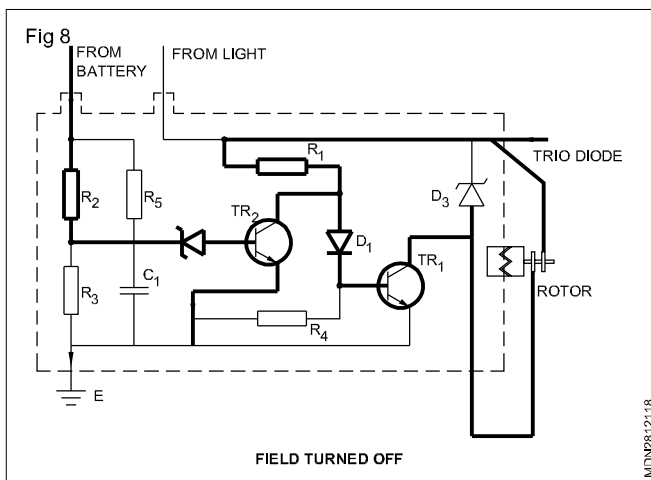 Fig 8
FROM
BATTERY
FROM LIGHT
R1
TRIO DIODE
R2
R5
TR2
D3
D1
TR1
C1
R3
ROTOR
R4
E
FIELD TURNED OFF
MDN2812118